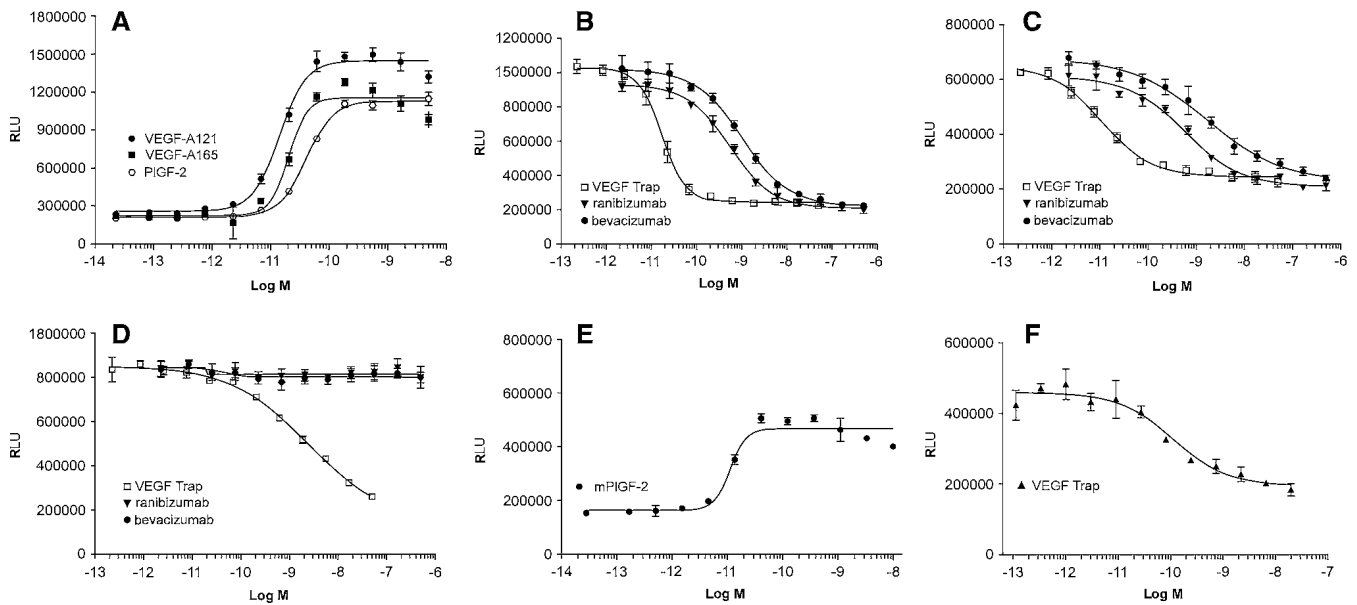 A
1800000
1500000
1200000
900000
600000
300000
0
RLU
VEGF-A121
VEGF-A165
PIGF-2
-14 -13 -12 -11 -10 -9 -8
Log M
B
1200000
1500000
800000
600000
400000
200000
0
RLU
VEGF Trap
ranibizumab
bevacizumab
-13 -12 -11 -10 -9 -8 -7 -6
Log M
C
800000
600000
400000
200000
0
RLU
VEGF Trap
ranibizumab
bevacizumab
-13 -12 -11 -10 -9 -8 -7 -6
Log M
D
1800000
800000
600000
400000
200000
0
RLU
VEGF Trap
ranibizumab
bevacizumab
-13 -12 -11 -10 -9 -8 -7 -6
Log M
E
800000
600000
400000
200000
0
RLU
mPIGF-2
-14 -13 -12 -11 -10 -9 -8
Log M
F
600000
400000
200000
0
RLU
VEGF Trap
-13 -12 -11 -10 -9 -8 -7
Log M